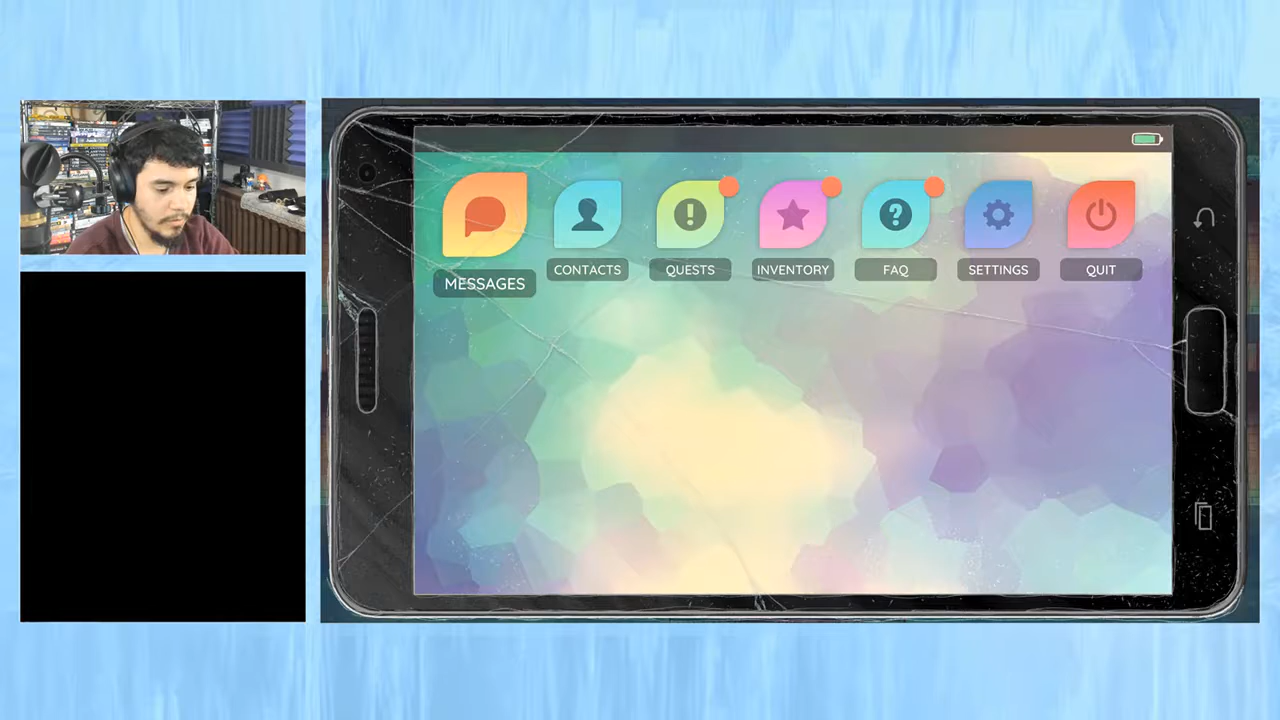 MESSAGES
CONTACTS
QUESTS
INVENTORY
FAQ
SETTINGS
QUIT